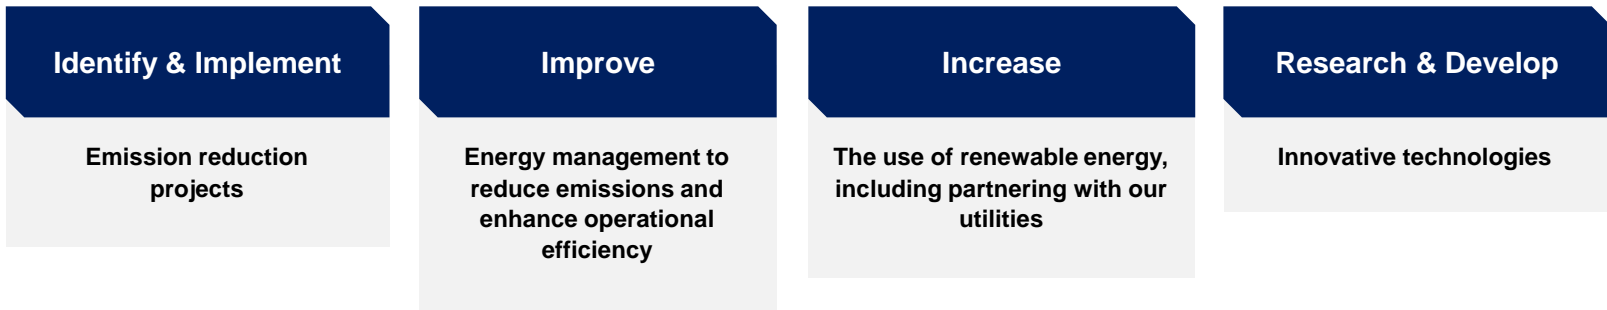 Identify & Implement
Emission reduction
projects
Improve
Energy management to
reduce emissions and
enhance operational
efficiency
Increase
The use of renewable energy,
including partnering with our
utilities
Research & Develop
Innovative technologies